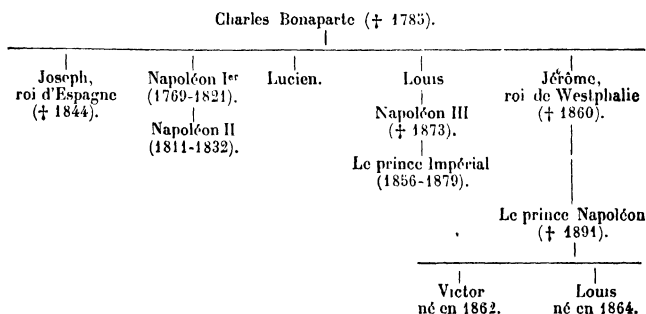 Charles Bonaparte († 1785).
Joseph,
roi d'Espagne
(† 1844).
Napoléon Iᵉʳ
(1769-1821).
Napoléon II
(1811-1832).
Lucien.
Louis
Napoléon III
(† 1873).
Le prince Impérial
(1856-1879).
Jérôme,
roi de Westphalie
(† 1860).
Le prince Napoléon
(† 1891).
Victor
né en 1862.
Louis
né en 1864.